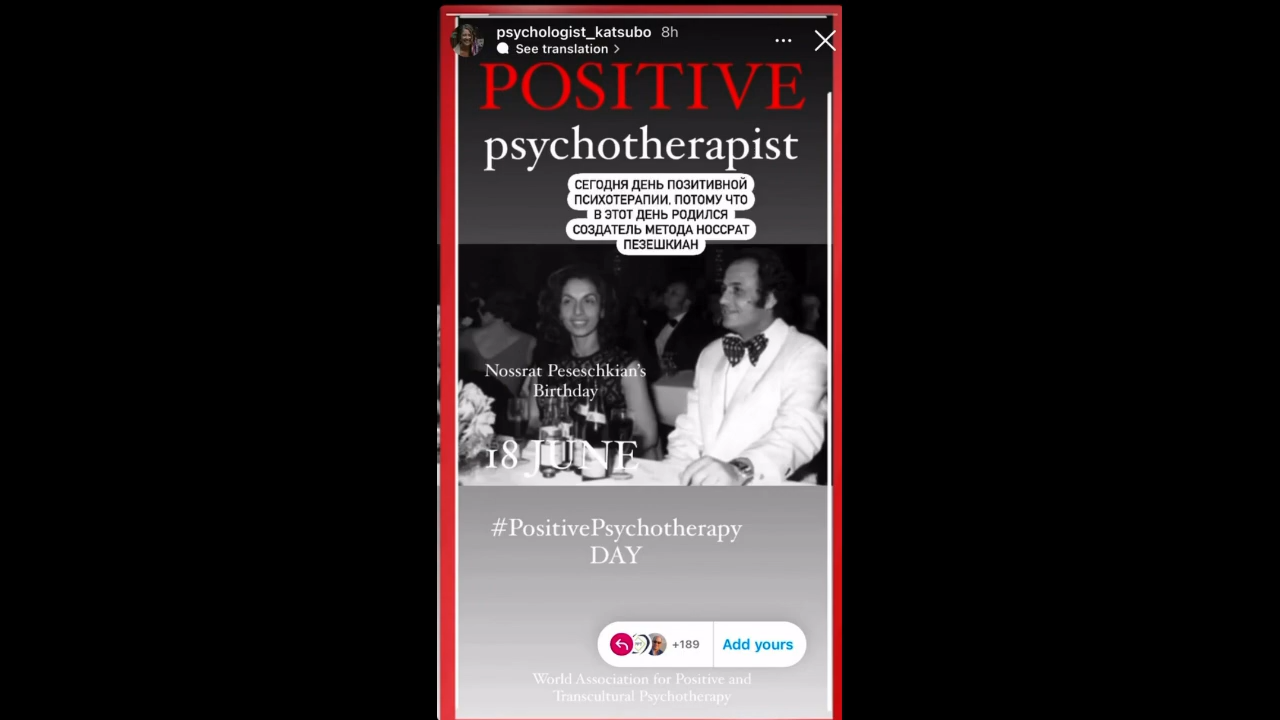 psychologist_katsubo 8h
See translation >
POSITIVE
psychotherapist
СЕГОДНЯ ДЕНЬ ПОЗИТИВНОЙ
ПСИХОТЕРАПИИ, ПОТОМУ ЧТО
В ЭТОТ ДЕНЬ РОДИЛСЯ
СОЗДАТЕЛЬ МЕТОДА НОССРАТ
ПЕЗЕШКИАН
Nossrat Peseschkian's
Birthday
18 JUNE
#PositivePsychotherapy
DAY
+189 Add yours
World Association for Positive and
Transcultural Psychotherapy